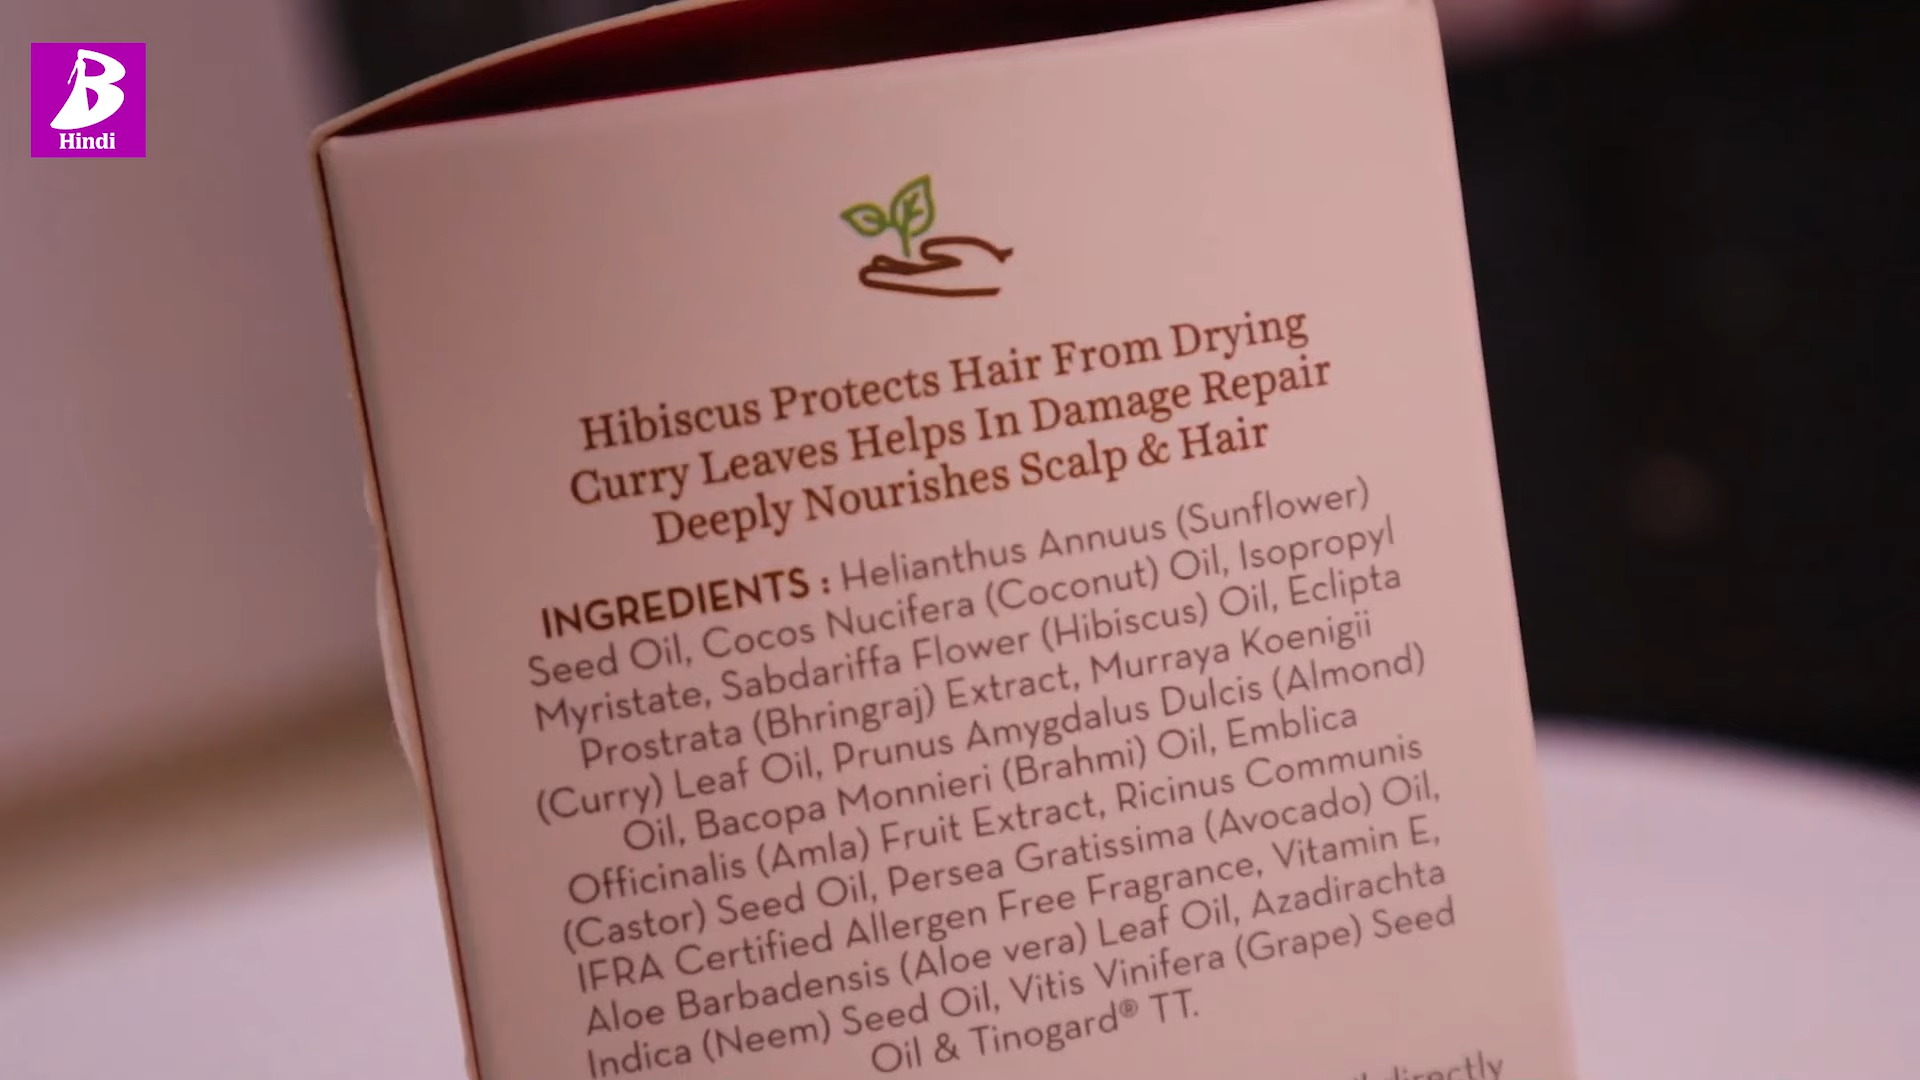 B
Hindi
Hibiscus Protects Hair From Drying
Curry Leaves Helps In Damage Repair
Deeply Nourishes Scalp & Hair
INGREDIENTS : Helianthus Annuus (Sunflower)
Seed Oil, Cocos Nucifera (Coconut) Oil, Isopropyl
Myristate, Sabdariffa Flower (Hibiscus) Oil, Eclipta
Prostrata (Bhringraj) Extract, Murraya Koenigii
(Curry) Leaf Oil, Prunus Amygdalus Dulcis (Almond)
Oil, Bacopa Monnieri (Brahmi) Oil, Emblica
Officinalis (Amla) Fruit Extract, Ricinus Communis
(Castor) Seed Oil, Persea Gratissima (Avocado) Oil,
IFRA Certified Allergen Free Fragrance, Vitamin E,
Aloe Barbadensis (Aloe vera) Leaf Oil, Azadirachta
Indica (Neem) Seed Oil, Vitis Vinifera (Grape) Seed
Oil & Tinogard® TT.
directly